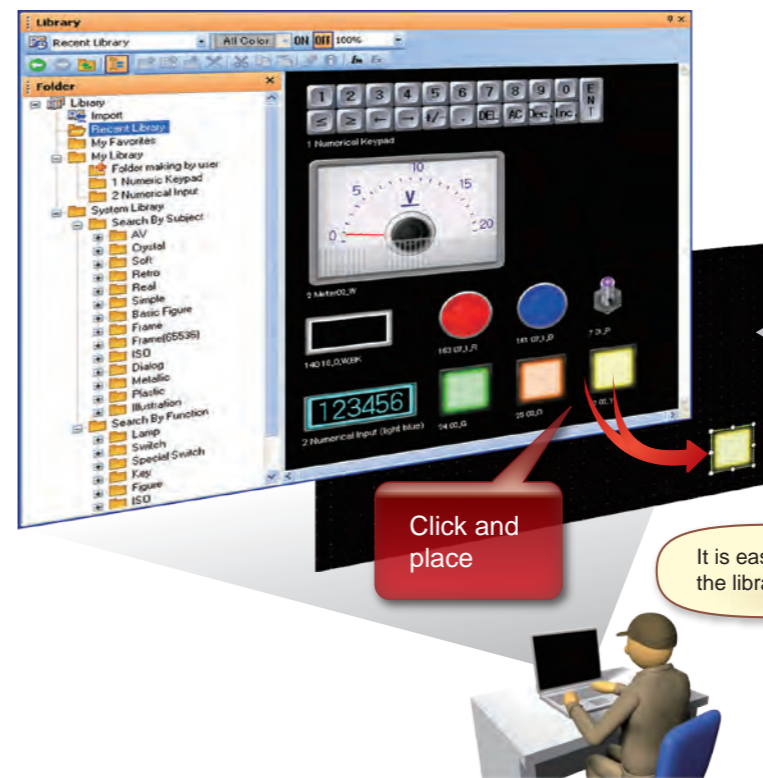 Library
Recent Library All Color ON OFF 100%
Folder
Library
Import
Recent Library
My Favorites
My Library
Folder making by user
1 Numeric Keypad
2 Numerical Input
System Library
Search By Subject
AV
Crystal
Soft
Retro
Real
Simple
Basic Figure
Frame
Frame(65536)
ISO
Dialog
Metallic
Plastic
Illustration
Search By Function
Lamp
Switch
Special Switch
Key
Figure
ISO
1 2 3 4 5 6 7 8 9 0 ENT
≤ ≥ ← → +/- . DEL AC Dec. Inc.
1 Numerical Keypad
0 5 10 15 20
V
123456
2 Numerical Input (light blue)
Click and
place
It is eas
the libra